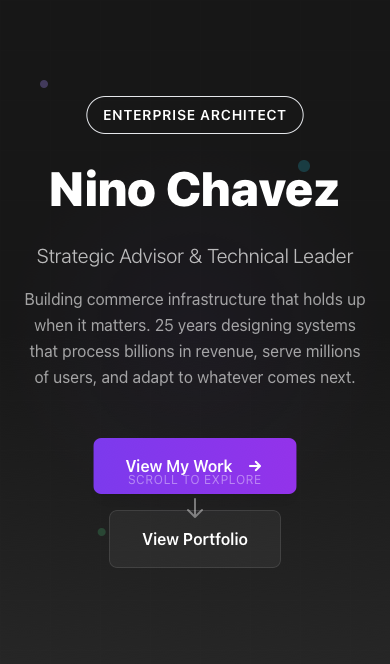 ENTERPRISE ARCHITECT
Nino Chavez
Strategic Advisor & Technical Leader
Building commerce infrastructure that holds up
when it matters. 25 years designing systems
that process billions in revenue, serve millions
of users, and adapt to whatever comes next.
View My Work →
SCROLL TO EXPLORE
View Portfolio